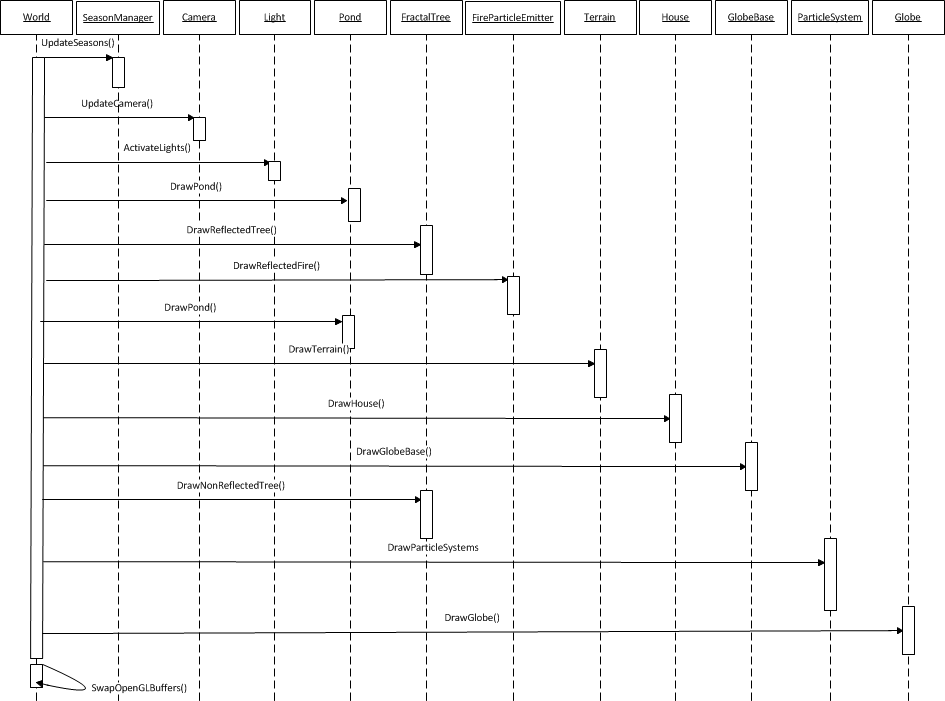 World SeasonManager Camera Light Pond FractalTree FireParticleEmitter Terrain House GlobeBase ParticleSystem Globe
UpdateSeasons()
UpdateCamera()
ActivateLights()
DrawPond()
DrawReflectedTree()
DrawReflectedFire()
DrawPond()
DrawTerrain()
DrawHouse()
DrawGlobeBase()
DrawNonReflectedTree()
DrawParticleSystems
DrawGlobe()
SwapOpenGLBuffers()